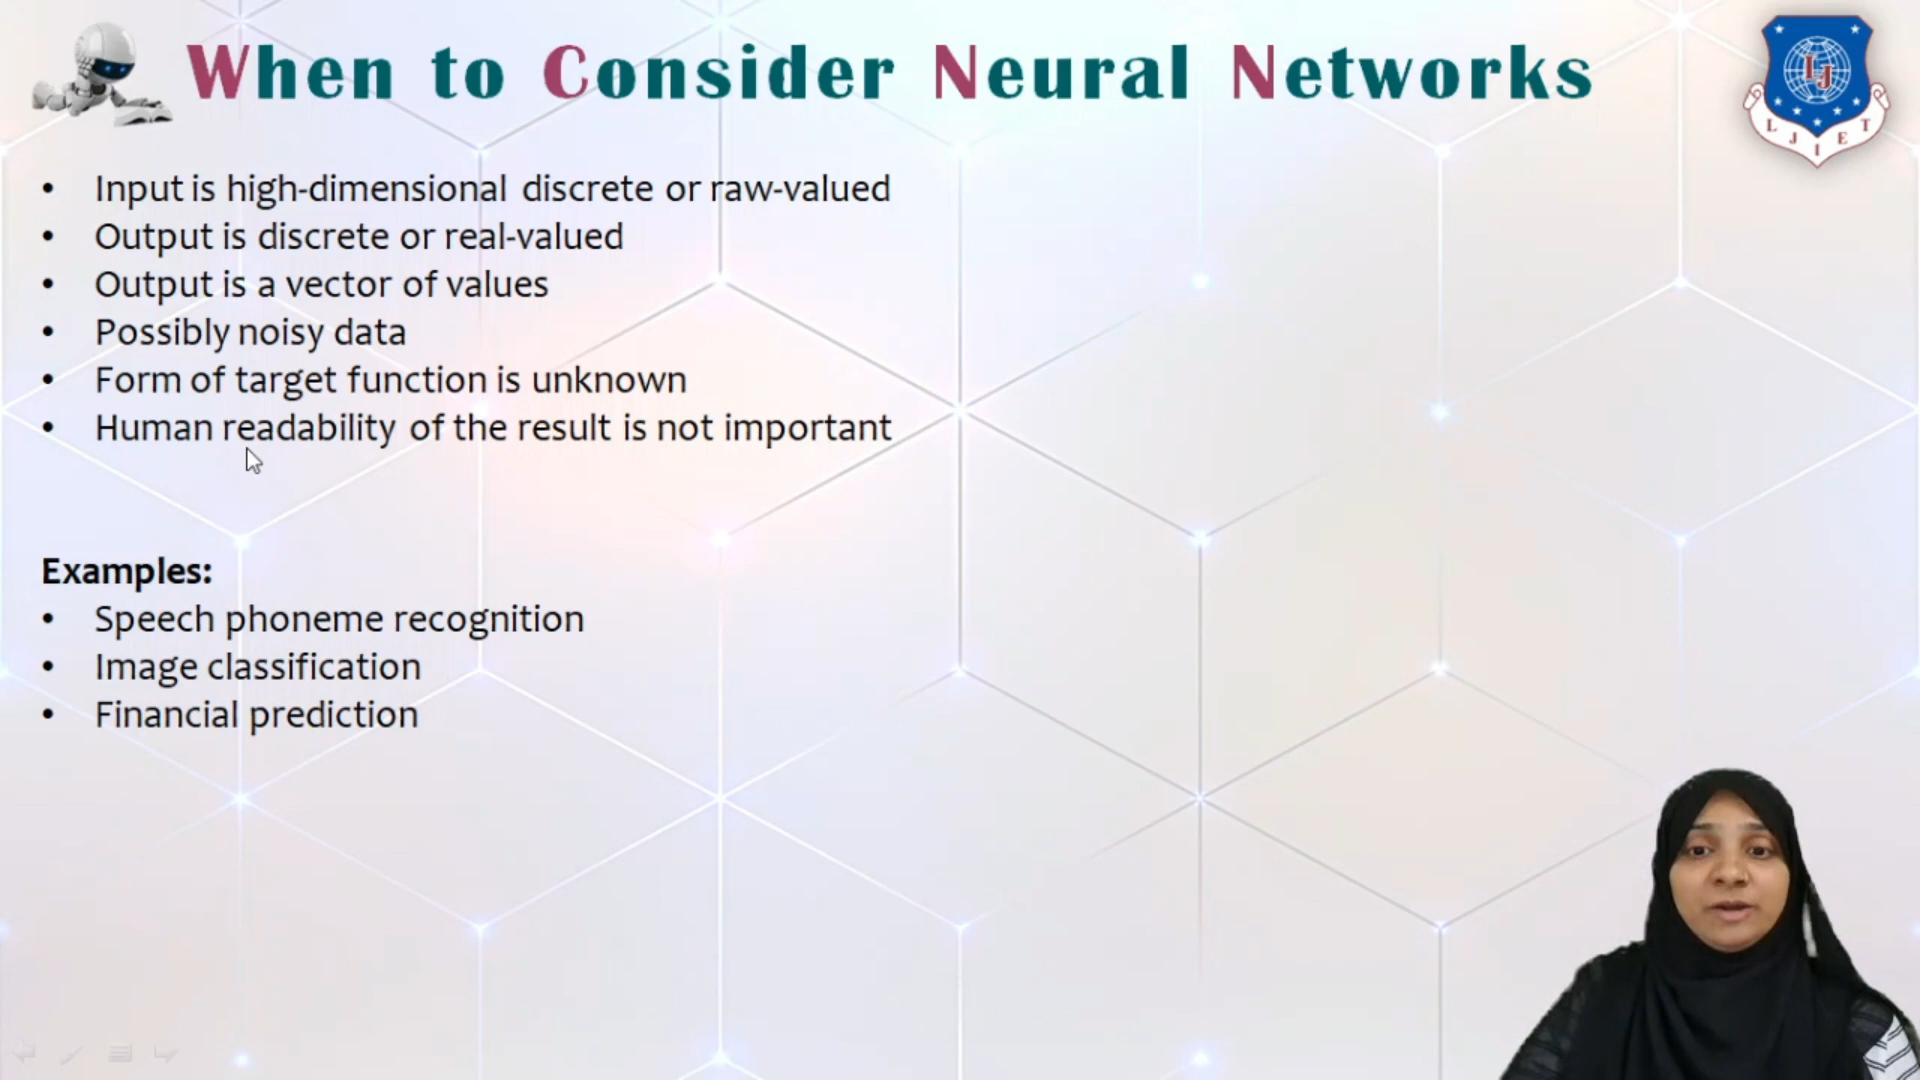 When to Consider Neural Networks
LJ
L J I E T
• Input is high-dimensional discrete or raw-valued
• Output is discrete or real-valued
• Output is a vector of values
• Possibly noisy data
• Form of target function is unknown
• Human readability of the result is not important
Examples:
• Speech phoneme recognition
• Image classification
• Financial prediction